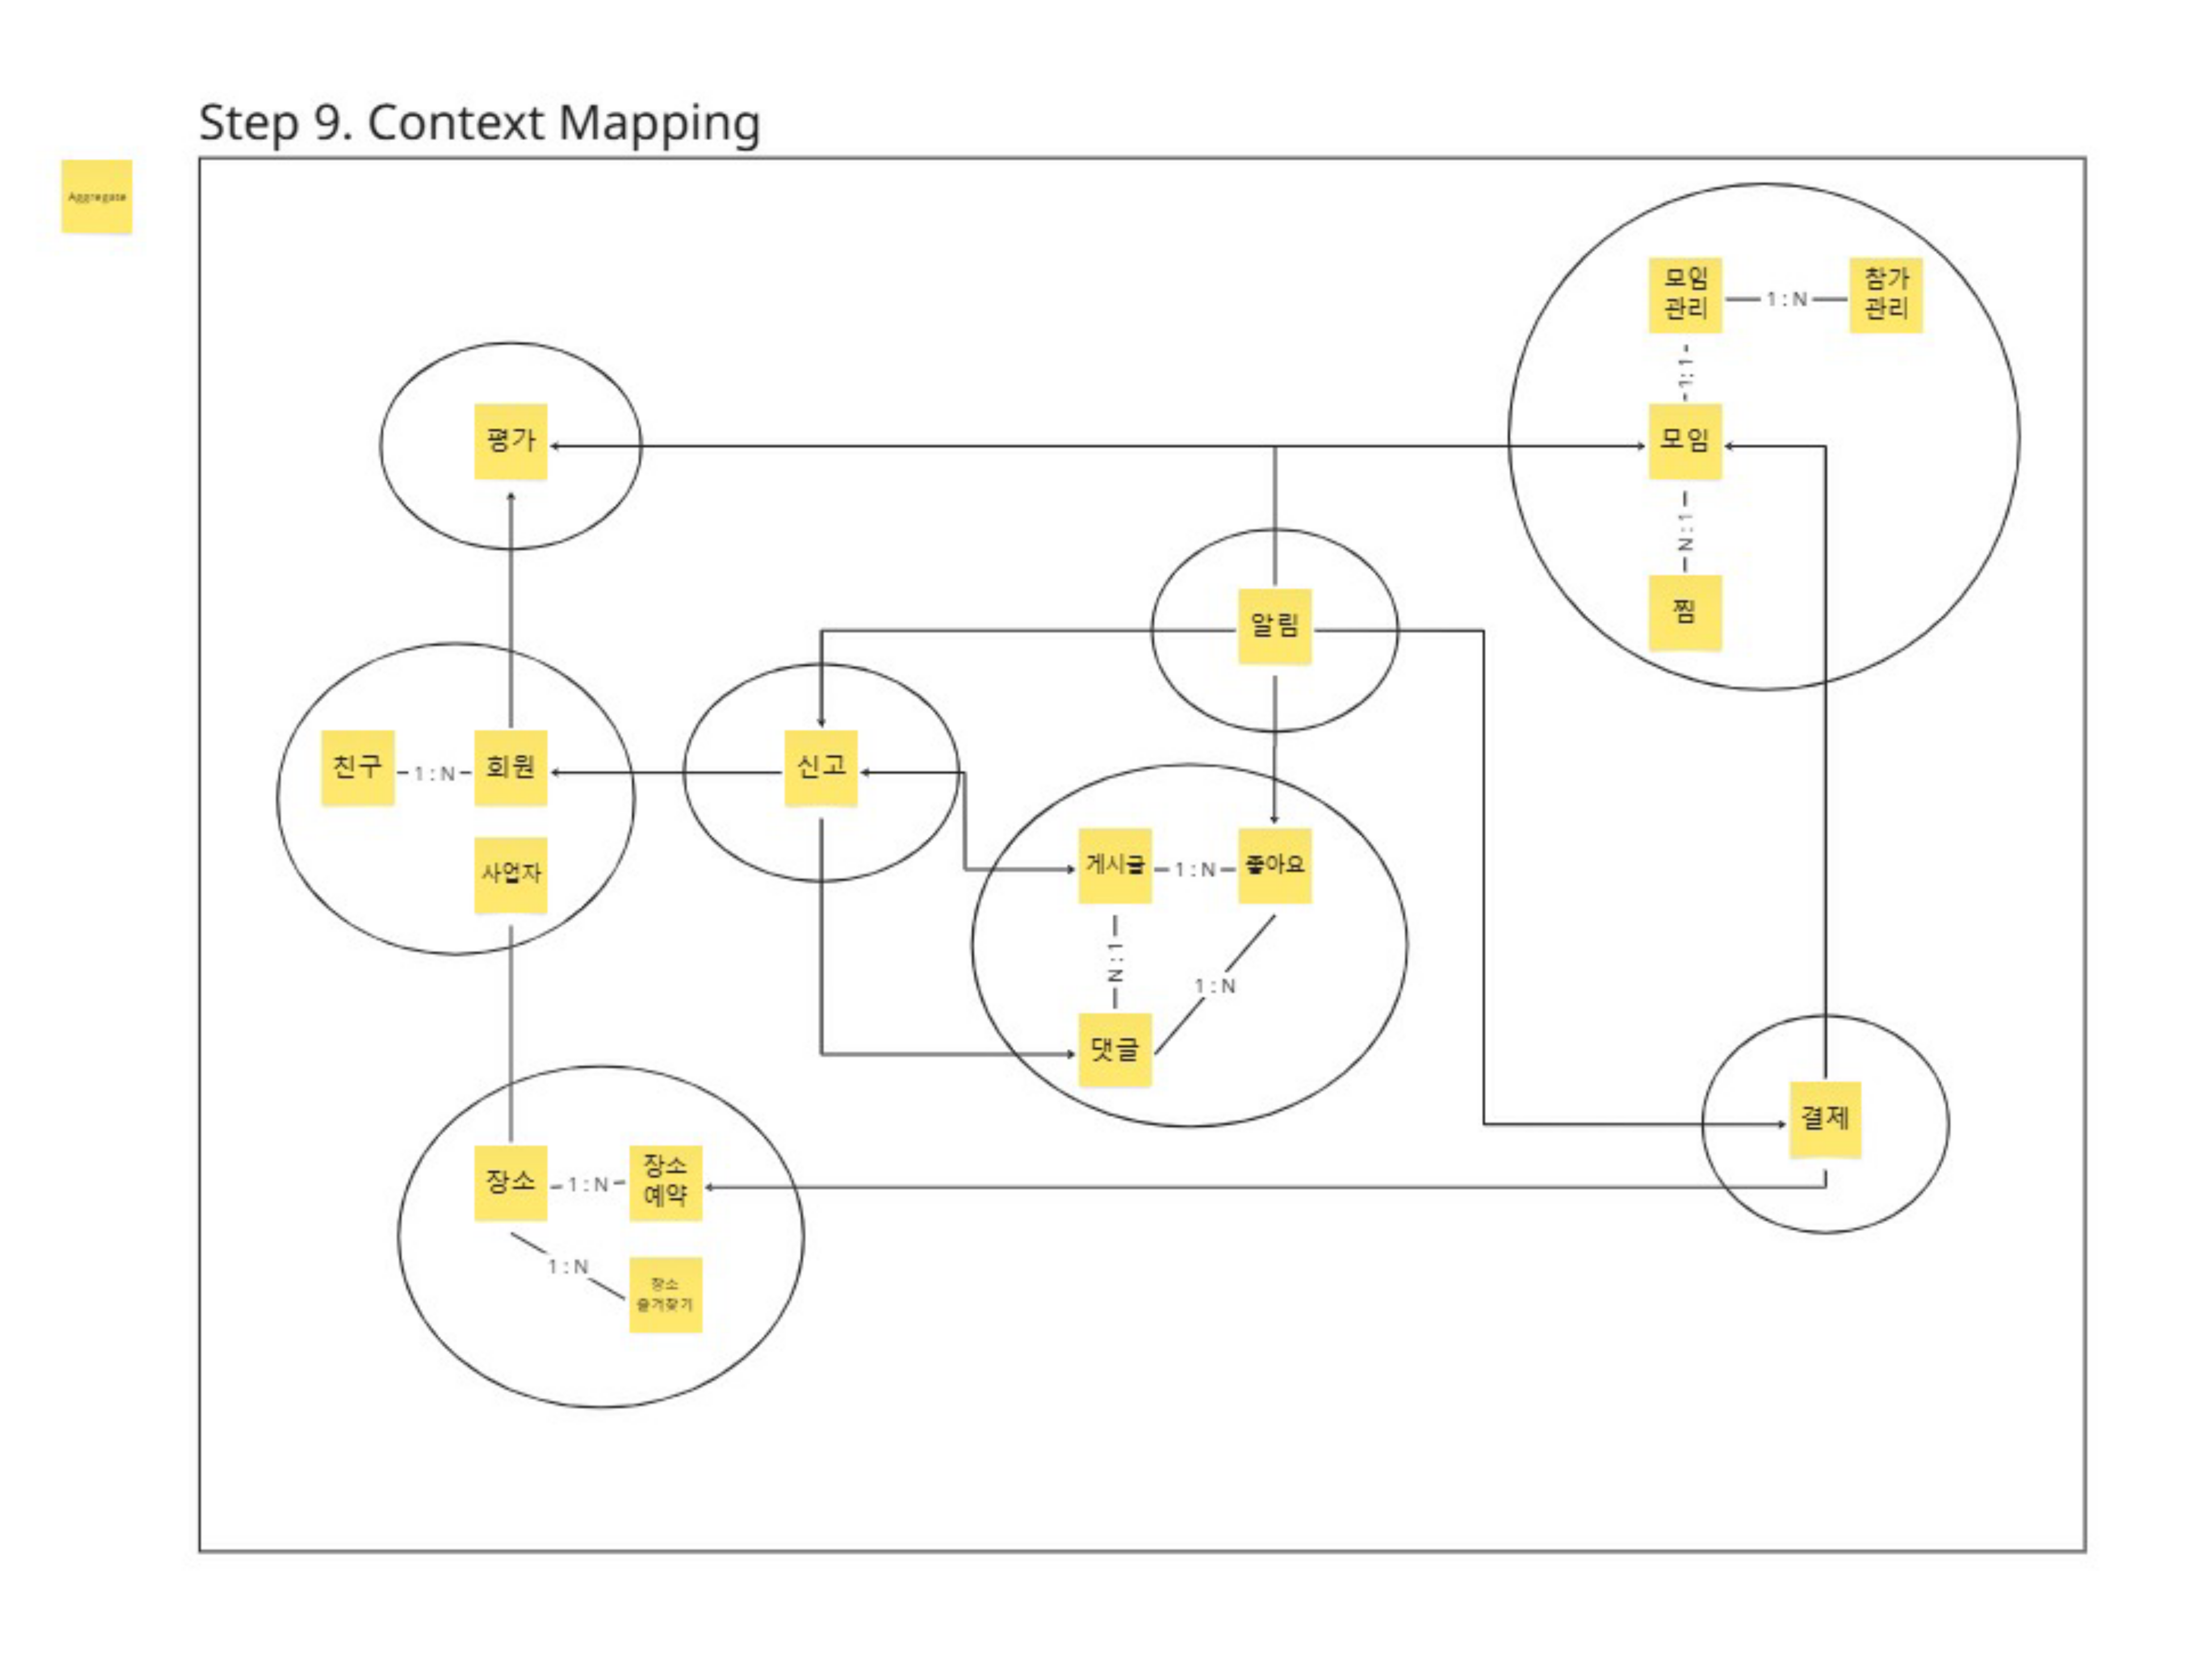 Step 9. Context Mapping
Aggregate
모임
관리
1 : N
참가
관리
1 : 1
평가
모임
N : 1
찜
알림
친구
1 : N
회원
신고
사업자
게시글
1 : N
좋아요
N : 1
1 : N
댓글
결제
장소
1 : N
장소
예약
1 : N
장소
즐겨찾기